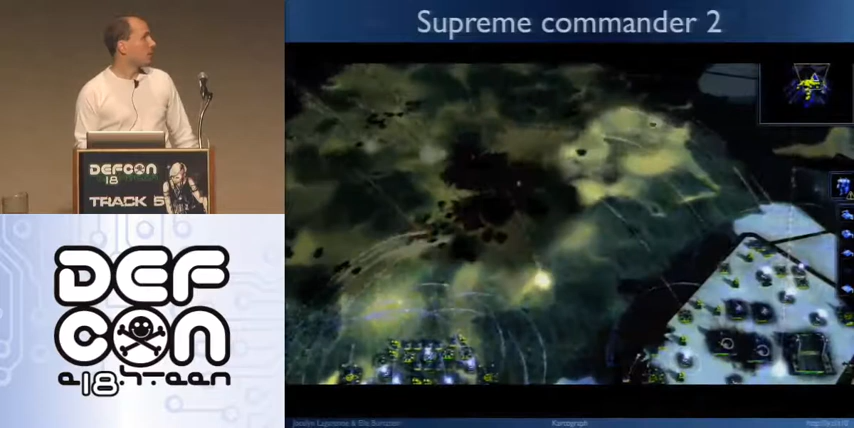 Supreme commander 2
DEFCON
18
TRACK 5
DEF
CON
e18hteen
Kartograph